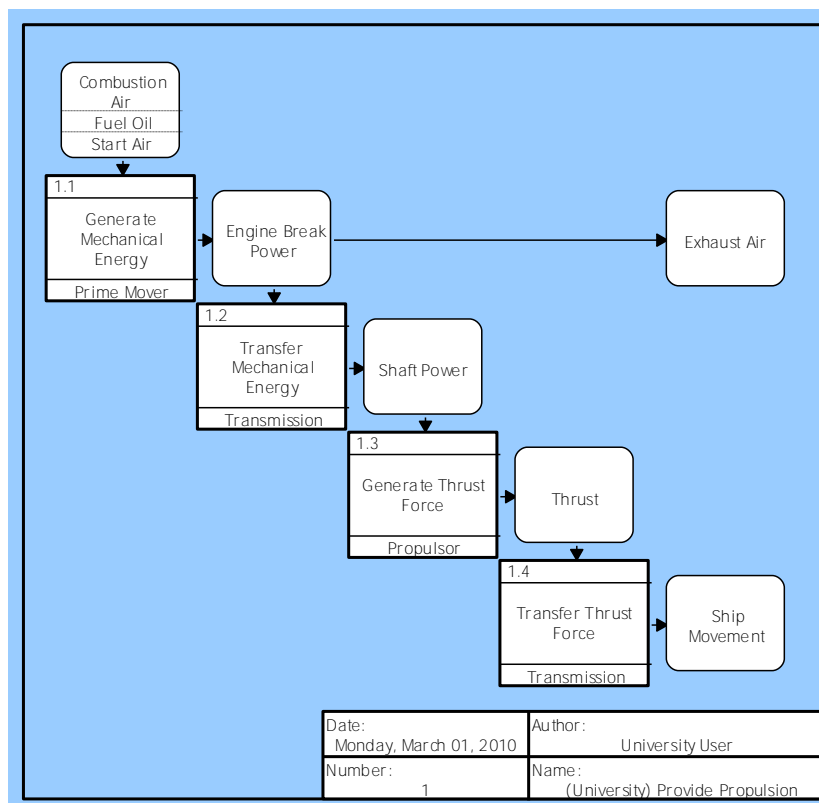 Combustion
Air
Fuel Oil
Start Air
1.1
Generate
Mechanical
Energy
Prime Mover
Engine Break
Power
Exhaust Air
1.2
Transfer
Mechanical
Energy
Transmission
Shaft Power
1.3
Generate Thrust
Force
Propulsor
Thrust
1.4
Transfer Thrust
Force
Transmission
Ship
Movement
Date:
Monday, March 01, 2010
Author:
University User
Number:
1
Name:
(University) Provide Propulsion